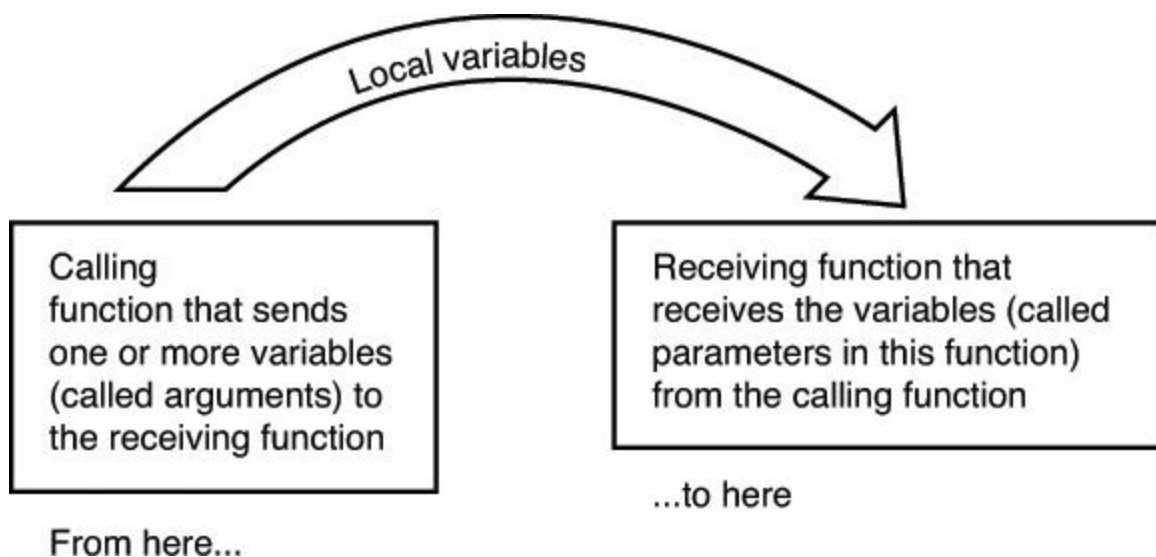 Local variables
Calling
function that sends
one or more variables
(called arguments) to
the receiving function
From here...
Receiving function that
receives the variables (called
parameters in this function)
from the calling function
...to here